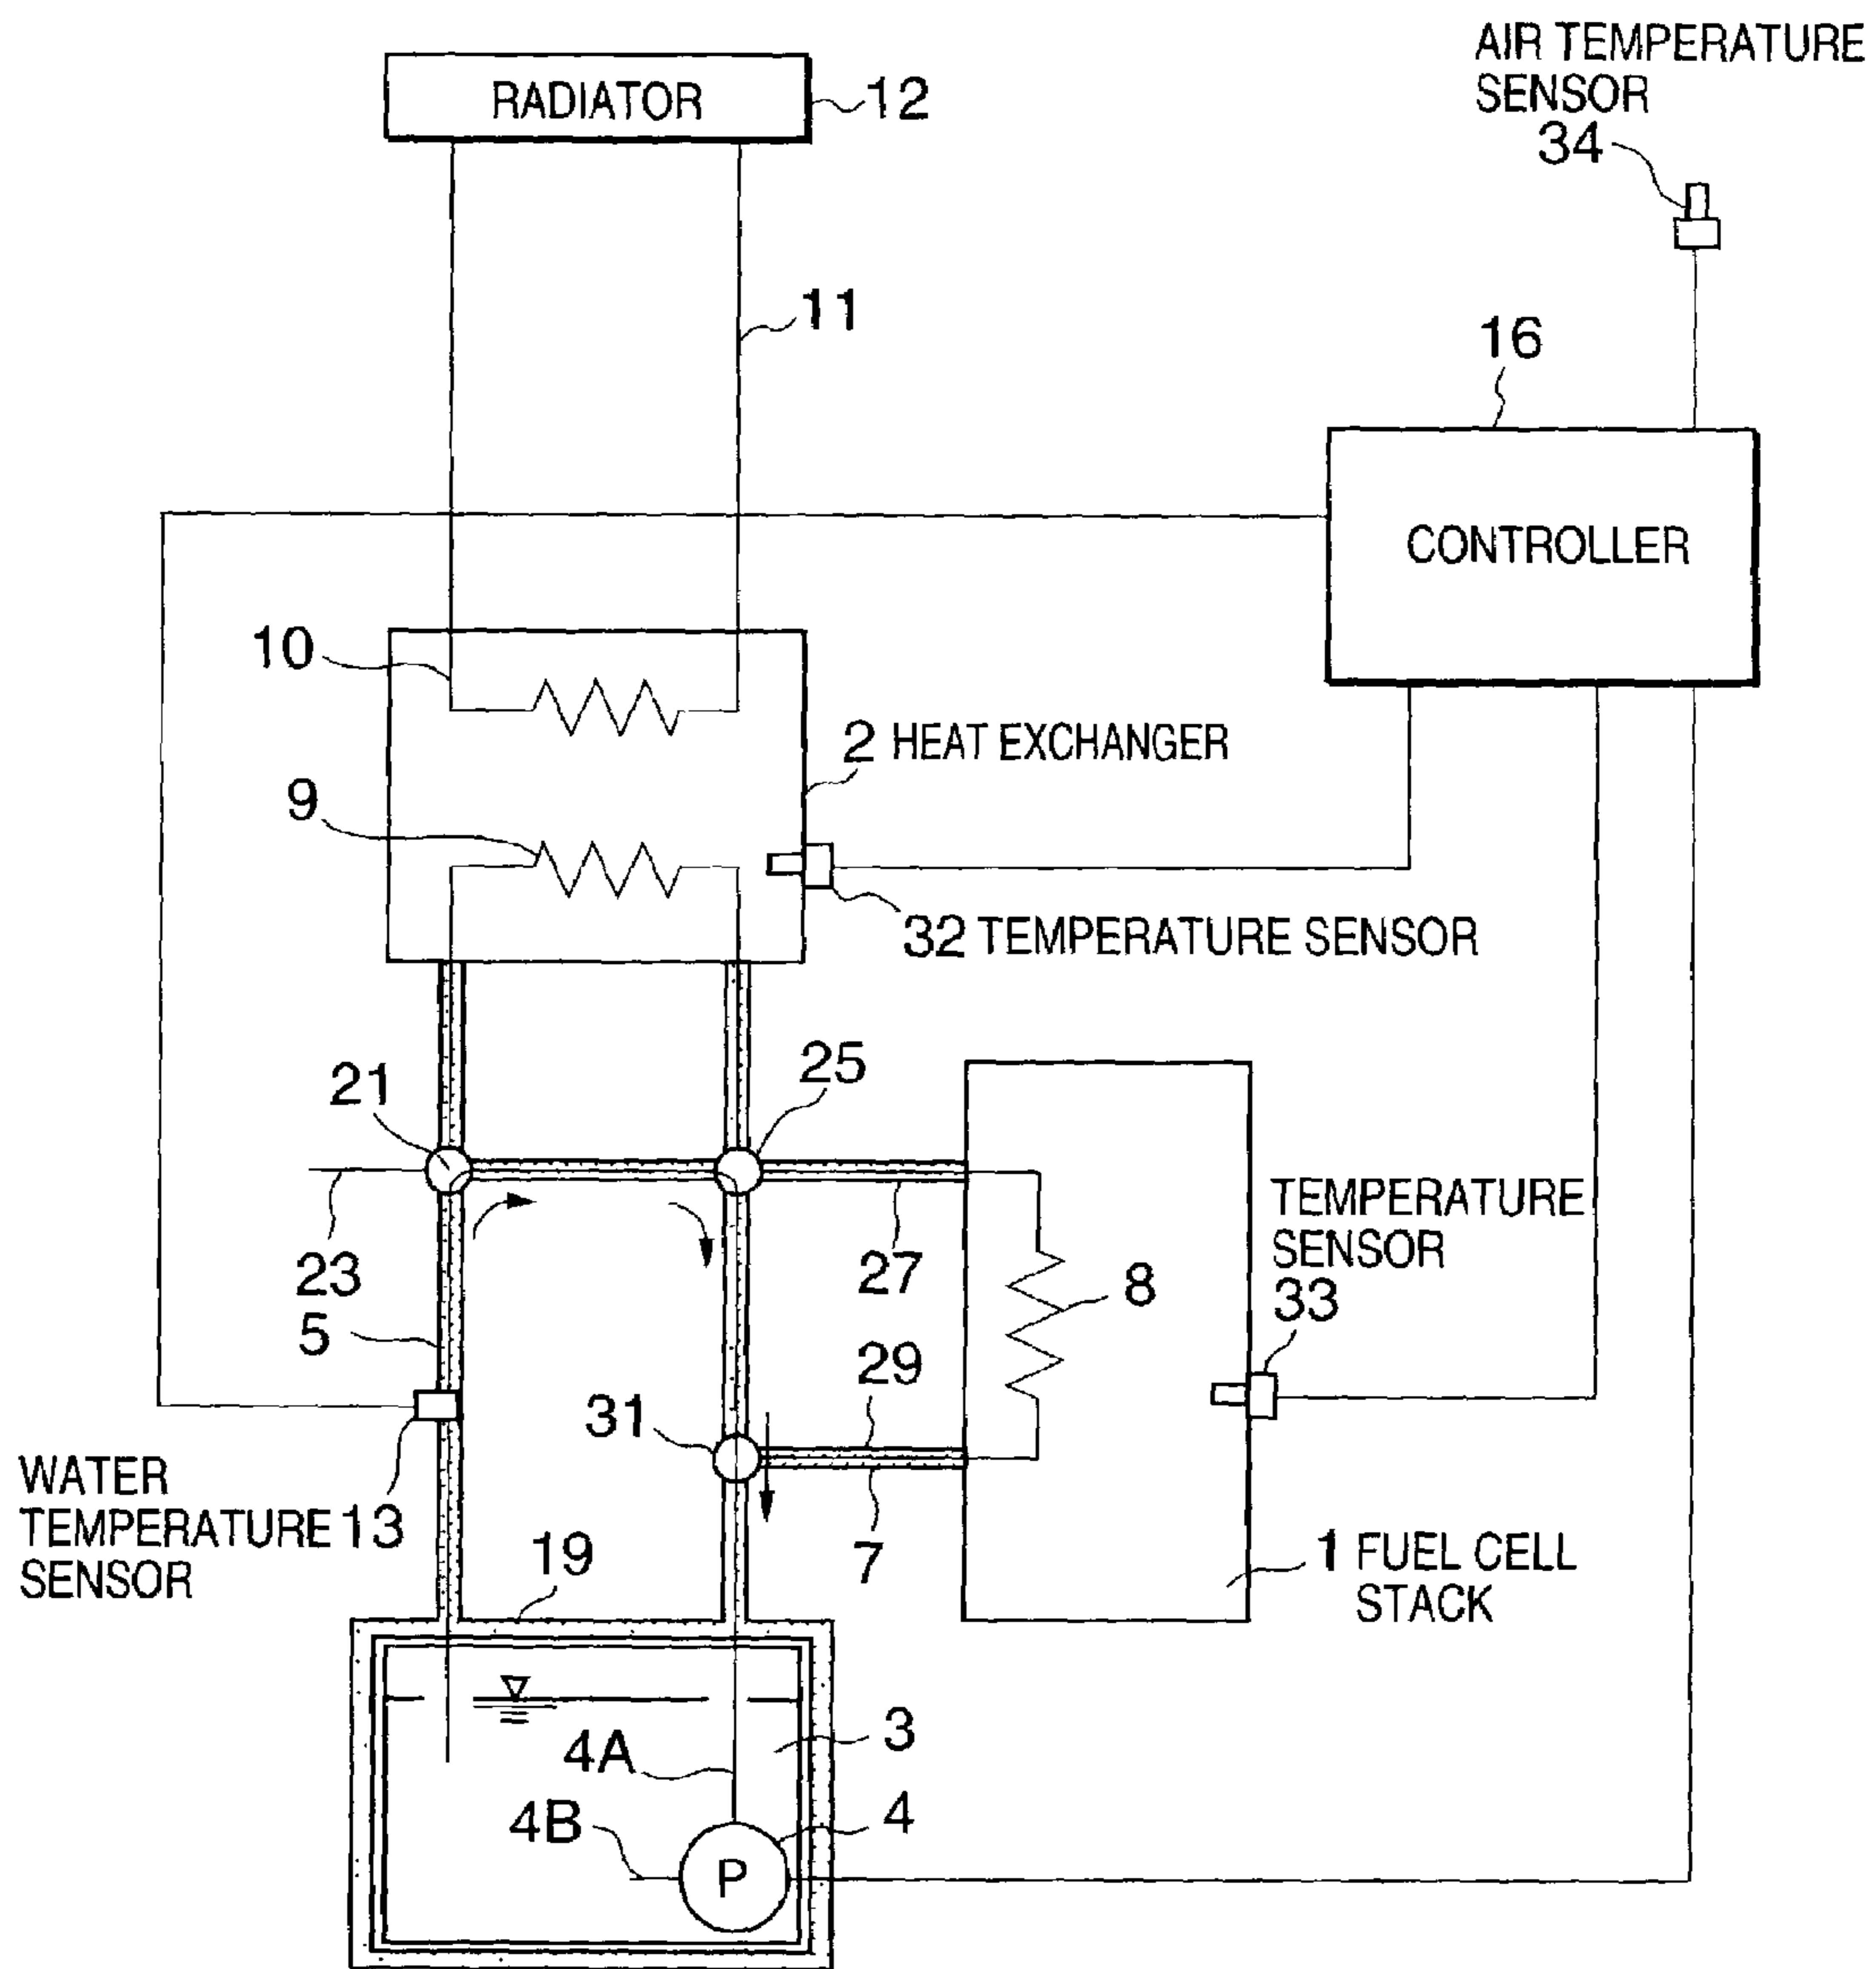 AIR TEMPERATURE
SENSOR
34
RADIATOR
12
11
16
CONTROLLER
10
2 HEAT EXCHANGER
9
32 TEMPERATURE SENSOR
25
21
TEMPERATURE
SENSOR
33
23
27
8
5
29
31
WATER
TEMPERATURE 13
SENSOR
19
7
1 FUEL CELL
STACK
3
4A
4
4B
P